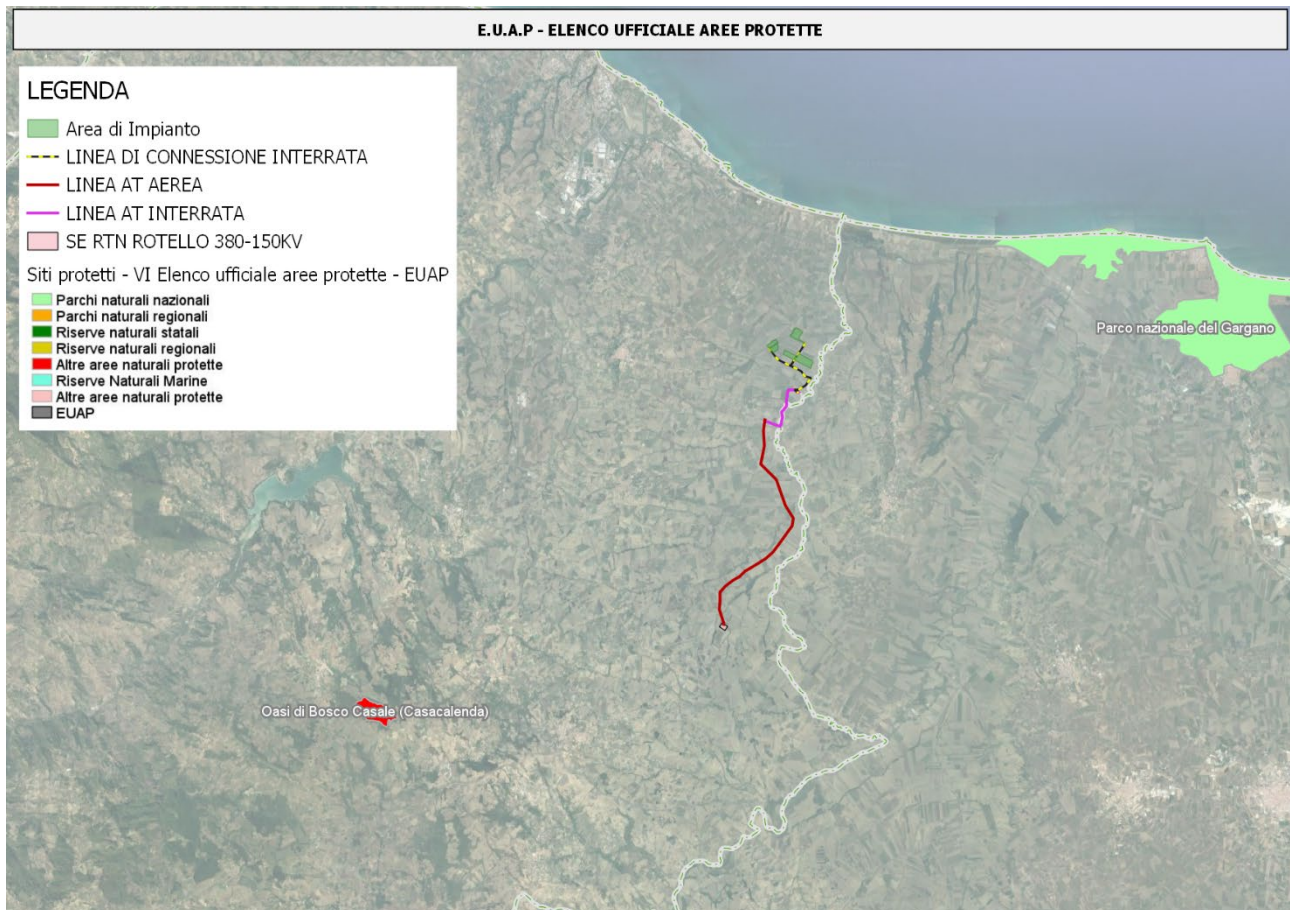 E.U.A.P - ELENCO UFFICIALE AREE PROTETTE
LEGENDA
Area di Impianto
LINEA DI CONNESSIONE INTERRATA
LINEA AT AEREA
LINEA AT INTERRATA
SE RTN ROTELLO 380-150KV
Siti protetti - VI Elenco ufficiale aree protette - EUAP
Parchi naturali nazionali
Parchi naturali regionali
Riserve naturali statali
Riserve naturali regionali
Altre aree naturali protette
Riserve Naturali Marine
Altre aree naturali protette
EUAP
Parco nazionale del Gargano
Oasi di Bosco Casale (Casacalenda)